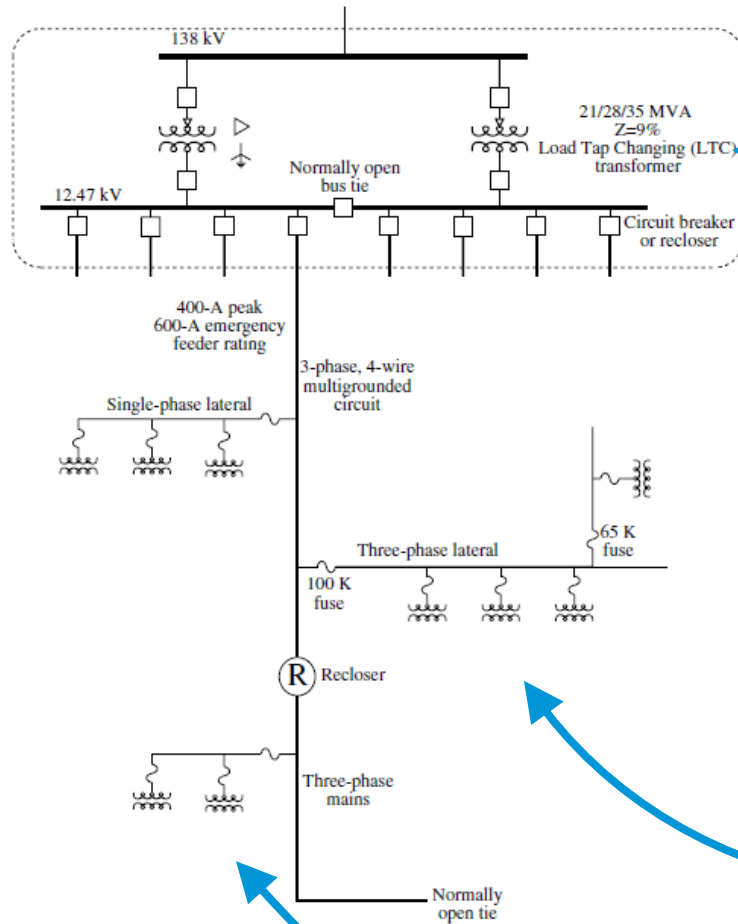 138 kV
21/28/35 MVA
Z=9%
Load Tap Changing (LTC)
transformer
Normally open
bus tie
12.47 kV
Circuit breaker
or recloser
400-A peak
600-A emergency
feeder rating
3-phase, 4-wire
multigrounded
circuit
Single-phase lateral
65 K
fuse
Three-phase lateral
100 K
fuse
R
Recloser
Three-phase
mains
Normally
open tie